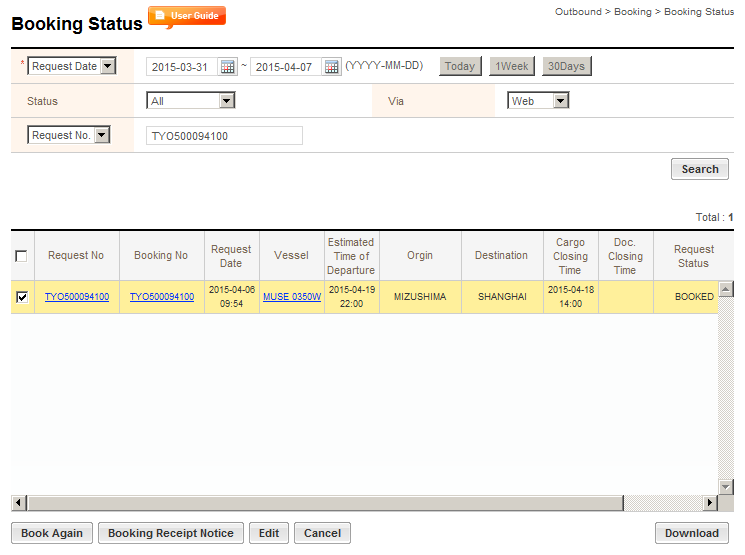 Booking Status
User Guide
Outbound > Booking > Booking Status
* Request Date 2015-03-31 ~ 2015-04-07 (YYYY-MM-DD) Today 1Week 30Days
Status All Via Web
Request No. TYO500094100
Search
Total : 1
Request No Booking No Request Date Vessel Estimated Time of Departure Orgin Destination Cargo Closing Time Doc. Closing Time Request Status
TYO500094100 TYO500094100 2015-04-06 09:54 MUSE 0350W 2015-04-19 22:00 MIZUSHIMA SHANGHAI 2015-04-18 14:00 BOOKED
Book Again Booking Receipt Notice Edit Cancel Download